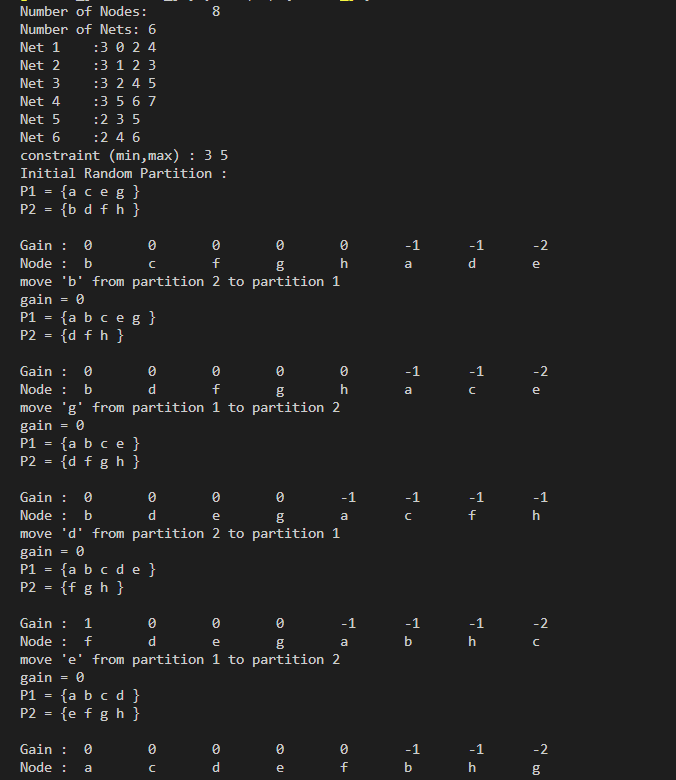 Number of Nodes: 8
Number of Nets: 6
Net 1 :3 0 2 4
Net 2 :3 1 2 3
Net 3 :3 2 4 5
Net 4 :3 5 6 7
Net 5 :2 3 5
Net 6 :2 4 6
constraint (min,max) : 3 5
Initial Random Partition :
P1 = {a c e g }
P2 = {b d f h }
Gain : 0 0 0 0 0 -1 -1 -2
Node : b c f g h a d e
move 'b' from partition 2 to partition 1
gain = 0
P1 = {a b c e g }
P2 = {d f h }
Gain : 0 0 0 0 0 -1 -1 -2
Node : b d f g h a c e
move 'g' from partition 1 to partition 2
gain = 0
P1 = {a b c e }
P2 = {d f g h }
Gain : 0 0 0 0 -1 -1 -1 -1
Node : b d e g a c f h
move 'd' from partition 2 to partition 1
gain = 0
P1 = {a b c d e }
P2 = {f g h }
Gain : 1 0 0 0 -1 -1 -1 -2
Node : f d e g a b h c
move 'e' from partition 1 to partition 2
gain = 0
P1 = {a b c d }
P2 = {e f g h }
Gain : 0 0 0 0 0 -1 -1 -2
Node : a c d e f b h g